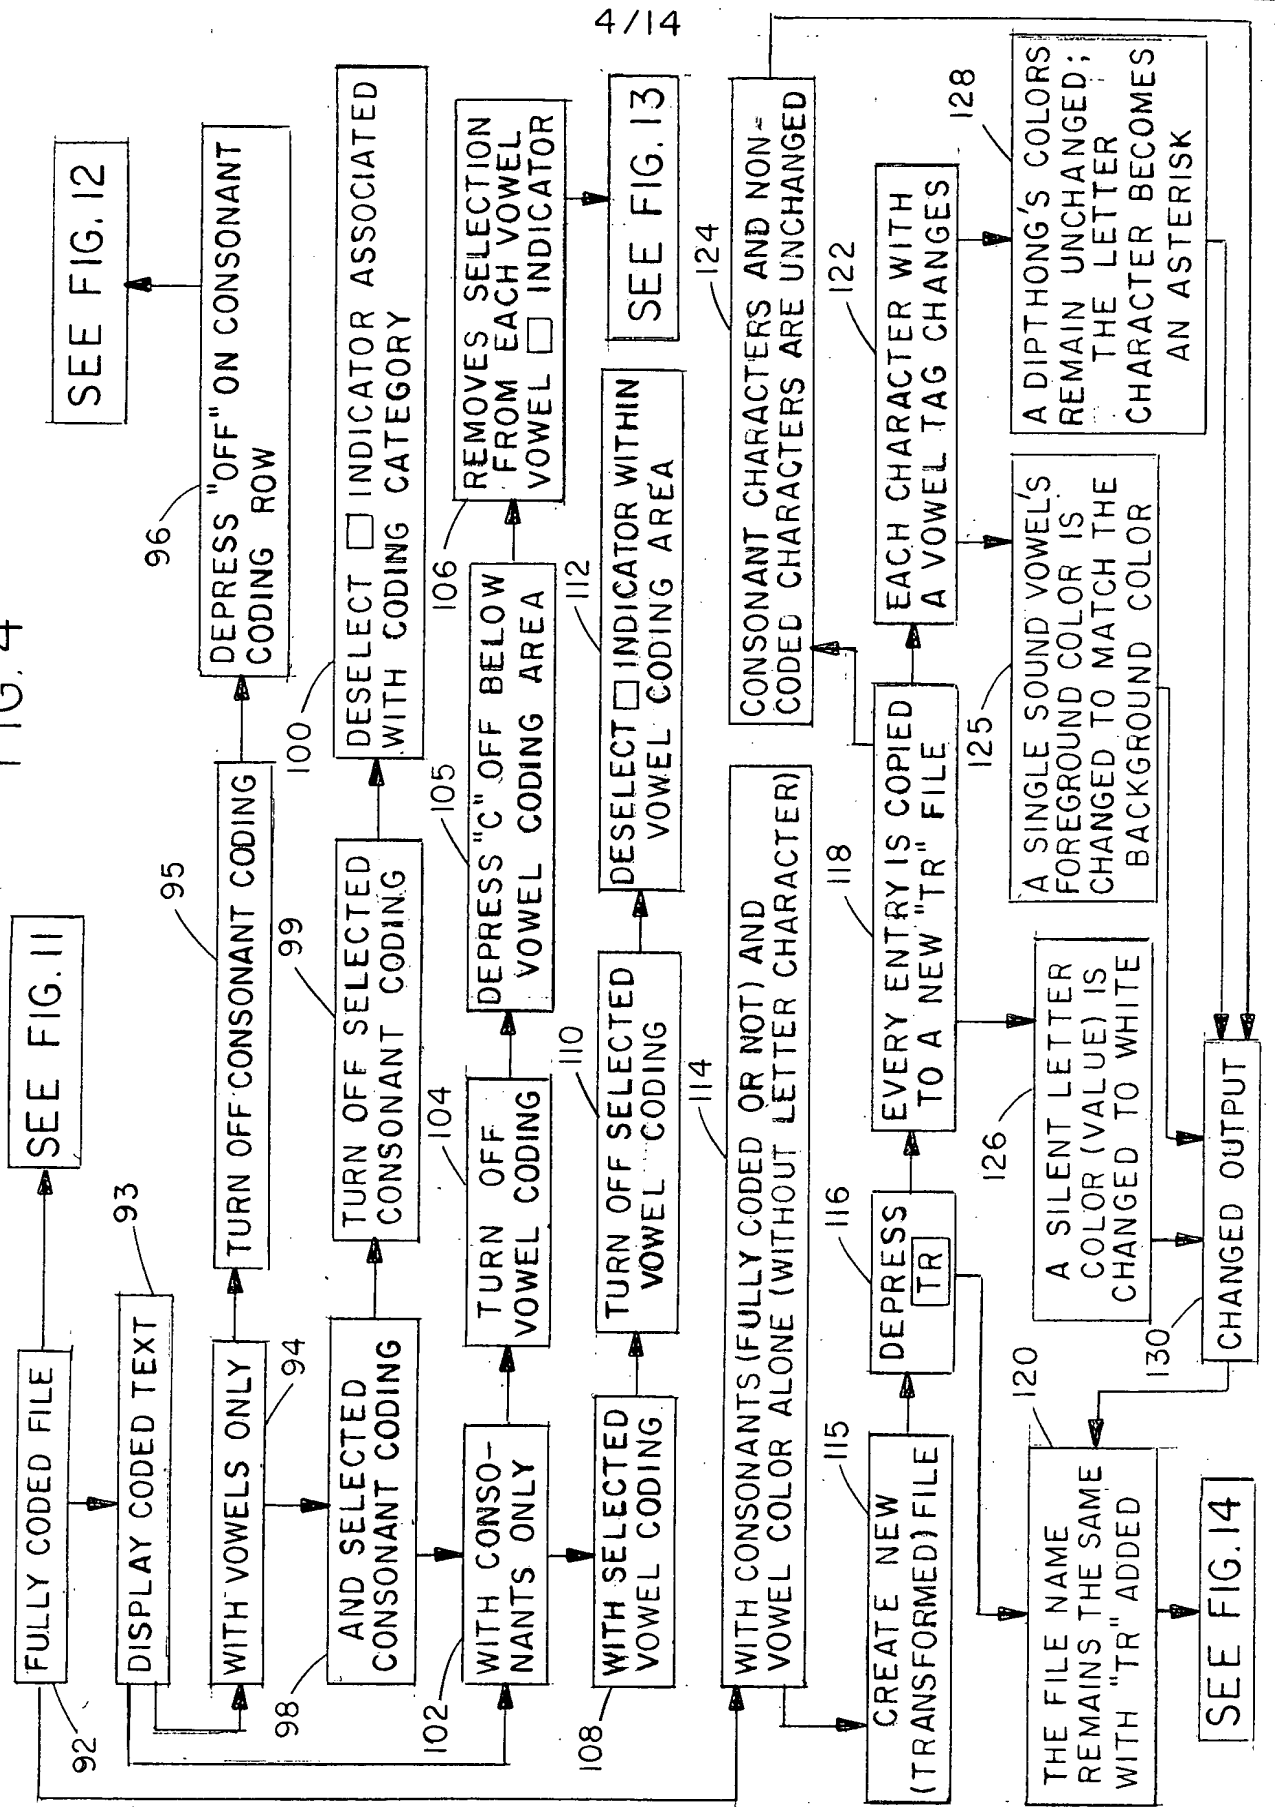 4/14
FIG. 4
FULLY CODED FILE
92
SEE FIG. 11
DISPLAY CODED TEXT
93
WITH VOWELS ONLY
94
TURN OFF CONSONANT CODING
95
DEPRESS "OFF" ON CONSONANT
CODING ROW
96
SEE FIG. 12
AND SELECTED
CONSONANT CODING
98
TURN OFF SELECTED
CONSONANT CODING
99
DESELECT □ INDICATOR ASSOCIATED
WITH CODING CATEGORY
100
WITH CONSO-
NANTS ONLY
102
TURN OFF
VOWEL CODING
104
DEPRESS "C" OFF BELOW
VOWEL CODING AREA
105
REMOVES SELECTION
FROM EACH VOWEL
VOWEL □ INDICATOR
106
SEE FIG. 13
WITH SELECTED
VOWEL CODING
108
TURN OFF SELECTED
VOWEL CODING
110
DESELECT □ INDICATOR WITHIN
VOWEL CODING AREA
112
WITH CONSONANTS (FULLY CODED OR NOT) AND
VOWEL COLOR ALONE (WITHOUT LETTER CHARACTER)
114
CONSONANT CHARACTERS AND NON-
CODED CHARACTERS ARE UNCHANGED
124
CREATE NEW
(TRANSFORMED) FILE
115
DEPRESS
TR
116
EVERY ENTRY IS COPIED
TO A NEW "TR" FILE
118
EACH CHARACTER WITH
A VOWEL TAG CHANGES
122
THE FILE NAME
REMAINS THE SAME
WITH "TR" ADDED
120
A SILENT LETTER
COLOR (VALUE) IS
CHANGED TO WHITE
126
A SINGLE SOUND VOWEL'S
FOREGROUND COLOR IS
CHANGED TO MATCH THE
BACKGROUND COLOR
125
A DIPTHONG'S COLORS
REMAIN UNCHANGED;
THE LETTER
CHARACTER BECOMES
AN ASTERISK
128
CHANGED OUTPUT
130
SEE FIG. 14